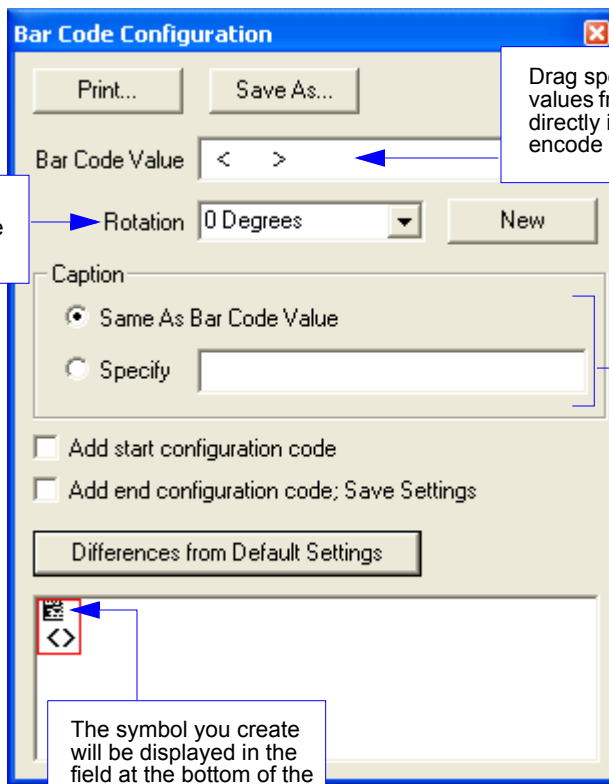 Bar Code Configuration
Print...
Save As...
Drag
values
directly
encode
Bar Code Value
< >
Rotation
0 Degrees
New
Caption
Same As Bar Code Value
Specify
Add start configuration code
Add end configuration code; Save Settings
Differences from Default Settings
<>
The symbol you create
will be displayed in the
field at the bottom of the